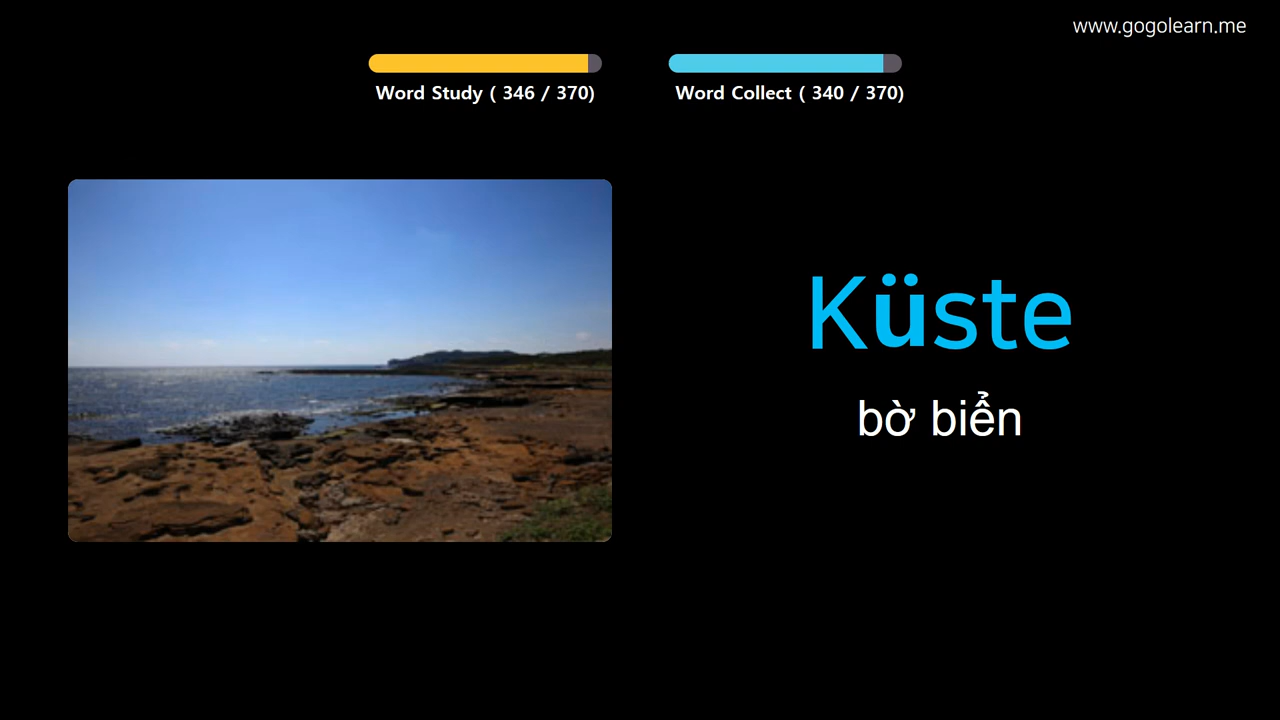 www.gogolearn.me
Word Study ( 346 / 370)
Word Collect ( 340 / 370)
Küste
bờ biển